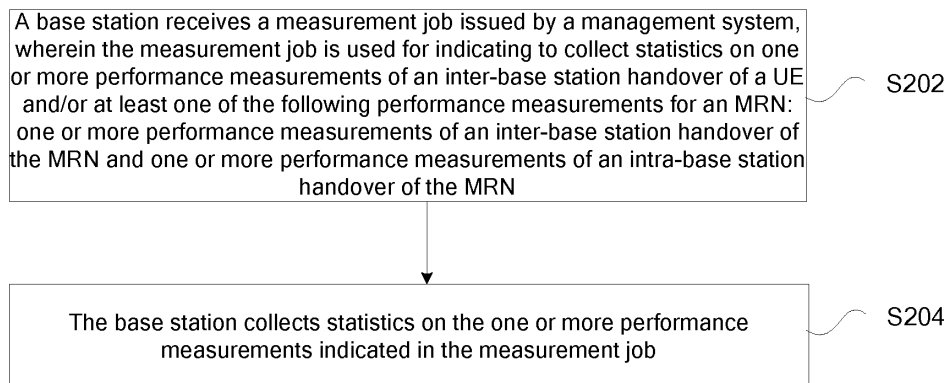 A base station receives a measurement job issued by a management system,
wherein the measurement job is used for indicating to collect statistics on one
or more performance measurements of an inter-base station handover of a UE
and/or at least one of the following performance measurements for an MRN:
one or more performance measurements of an inter-base station handover of
the MRN and one or more performance measurements of an intra-base station
handover of the MRN
S202
The base station collects statistics on the one or more performance
measurements indicated in the measurement job
S204